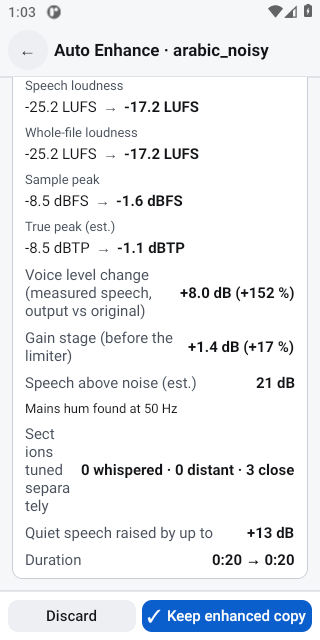 1:03
← Auto Enhance · arabic_noisy
Speech loudness
-25.2 LUFS → -17.2 LUFS
Whole-file loudness
-25.2 LUFS → -17.2 LUFS
Sample peak
-8.5 dBFS → -1.6 dBFS
True peak (est.)
-8.5 dBTP → -1.1 dBTP
Voice level change
(measured speech,
output vs original)
+8.0 dB (+152 %)
Gain stage (before the
limiter)
+1.4 dB (+17 %)
Speech above noise (est.) 21 dB
Mains hum found at 50 Hz
Sect
ions
tuned
separa
tely
0 whispered · 0 distant · 3 close
Quiet speech raised by up to +13 dB
Duration 0:20 → 0:20
Discard
✓ Keep enhanced copy